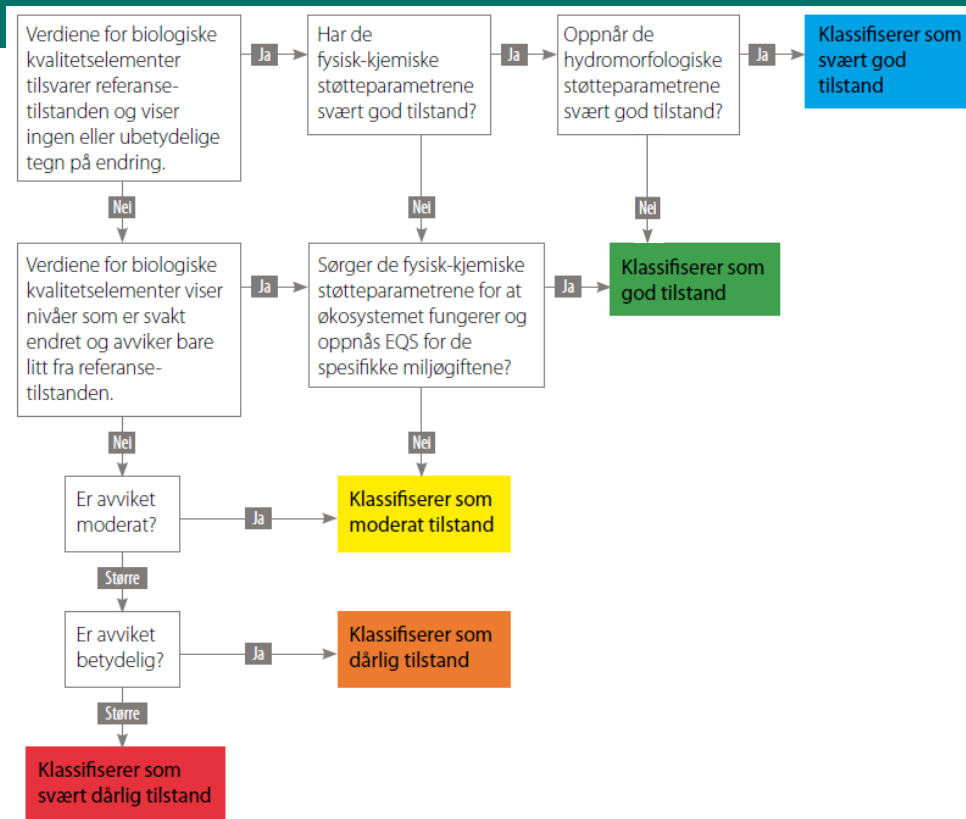 Verdiene for biologiske
kvalitetselementer
tilsvarer referanse-
tilstanden og viser
ingen eller ubetydelige
tegn på endring.
Ja
Har de
fysisk-kjemiske
støtteparametrene
svært god tilstand?
Ja
Oppnår de
hydromorfologiske
støtteparametrene
svært god tilstand?
Ja
Klassifiserer som
svært god
tilstand
Nei
Nei
Nei
Verdiene for biologiske
kvalitetselementer viser
nivåer som er svakt
endret og avviker bare
litt fra referanse-
tilstanden.
Ja
Sørger de fysisk-kjemiske
støtteparametrene for at
økosystemet fungerer og
oppnås EQS for de
spesifikke miljøgiftene?
Ja
Klassifiserer som
god tilstand
Nei
Nei
Er avviket
moderat?
Ja
Klassifiserer som
moderat tilstand
Større
Er avviket
betydelig?
Ja
Klassifiserer som
dårlig tilstand
Større
Klassifiserer som
svært dårlig tilstand